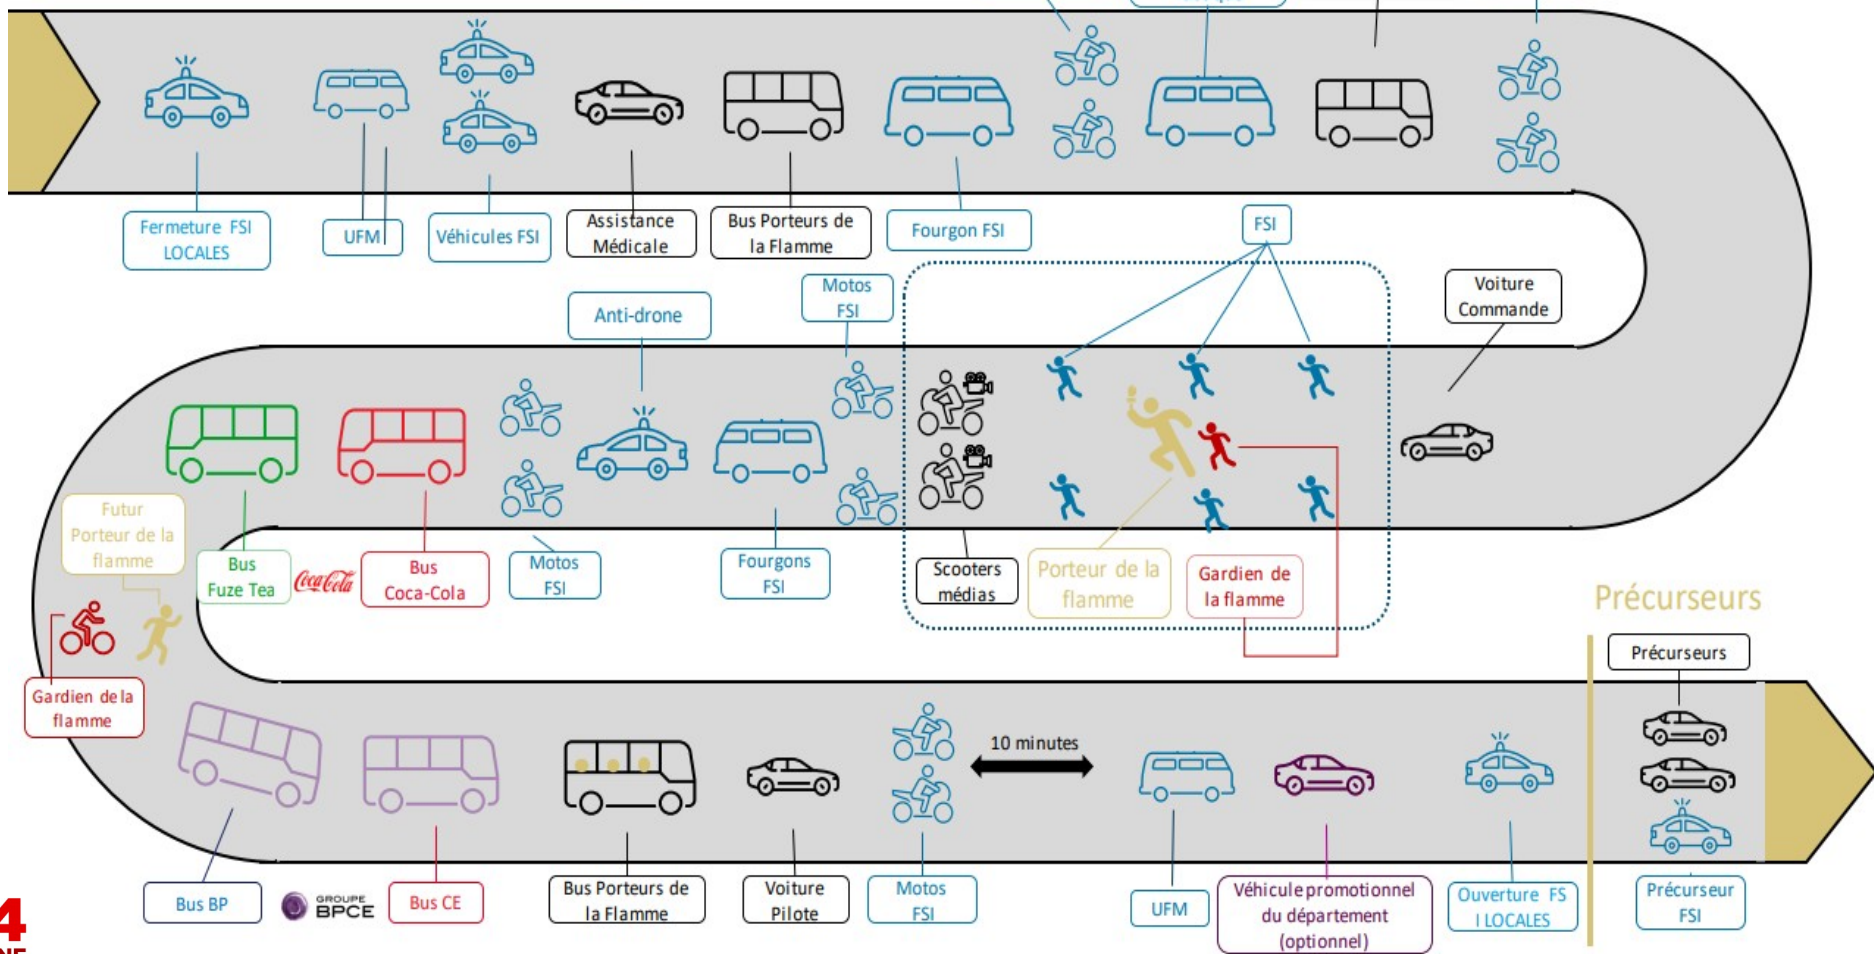 Fermeture FSI
LOCALES
UFM
Véhicules FSI
Assistance
Médicale
Bus Porteurs de
la Flamme
Fourgon FSI
FSI
Voiture
Commande
Motos
FSI
Anti-drone
Futur
Porteur de la
flamme
Bus
Fuze Tea
Coca-Cola
Bus
Coca-Cola
Motos
FSI
Fourgons
FSI
Scooters
médias
Porteur de la
flamme
Gardien de
la flamme
Précurseurs
Précurseurs
Gardien de la
flamme
10 minutes
Bus BP
GROUPE
BPCE
Bus CE
Bus Porteurs de
la Flamme
Voiture
Pilote
Motos
FSI
UFM
Véhicule promotionnel
du département
(optionnel)
Ouverture FS
I LOCALES
Précurseur
FSI
4